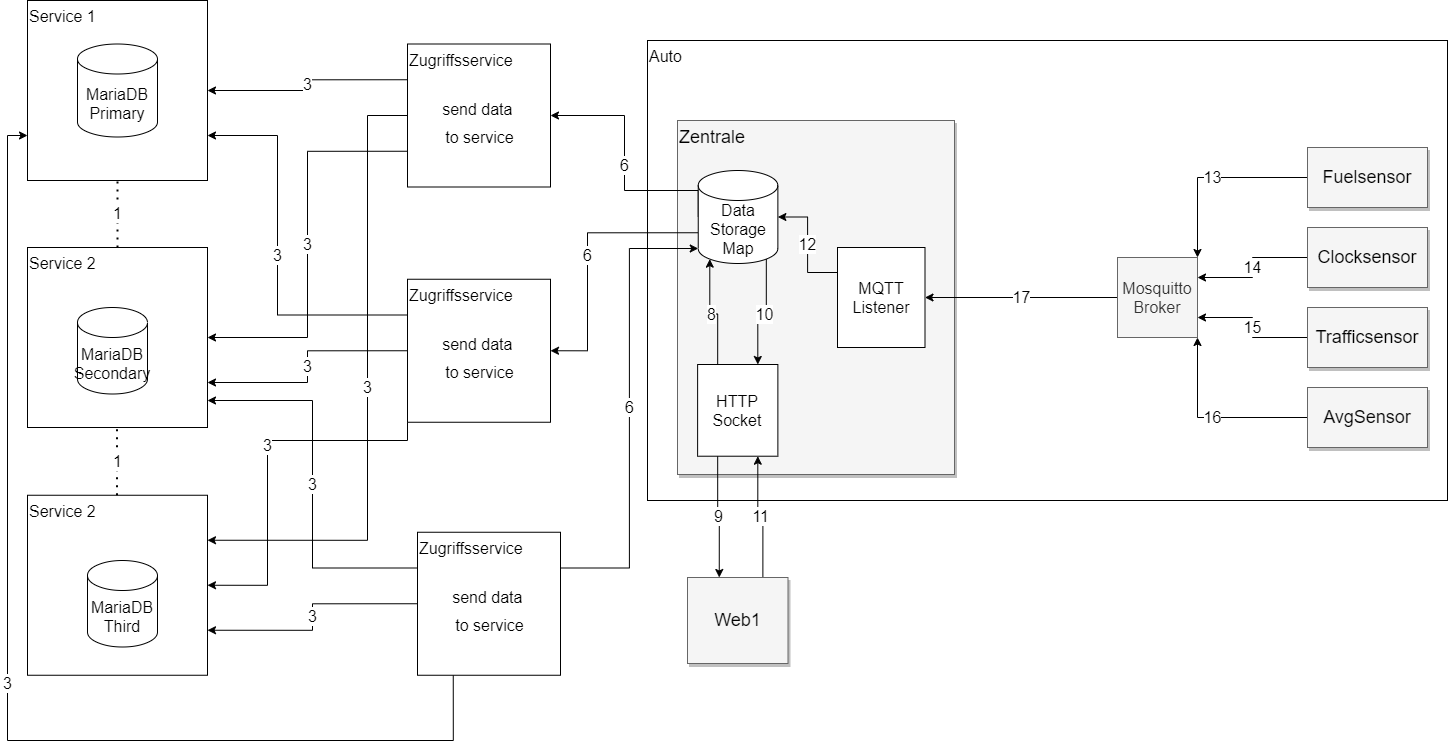 Service 1
MariaDB
Primary
1
Service 2
MariaDB
Secondary
1
Service 2
MariaDB
Third
3
3
3
3
3
3
3
3
3
Zugriffsservice
send data
to service
Zugriffsservice
send data
to service
Zugriffsservice
send data
to service
6
6
6
Auto
Zentrale
Data
Storage
Map
12
MQTT
Listener
8
10
HTTP
Socket
9
11
Web1
17
Mosquitto
Broker
13
14
15
16
Fuelsensor
Clocksensor
Trafficsensor
AvgSensor